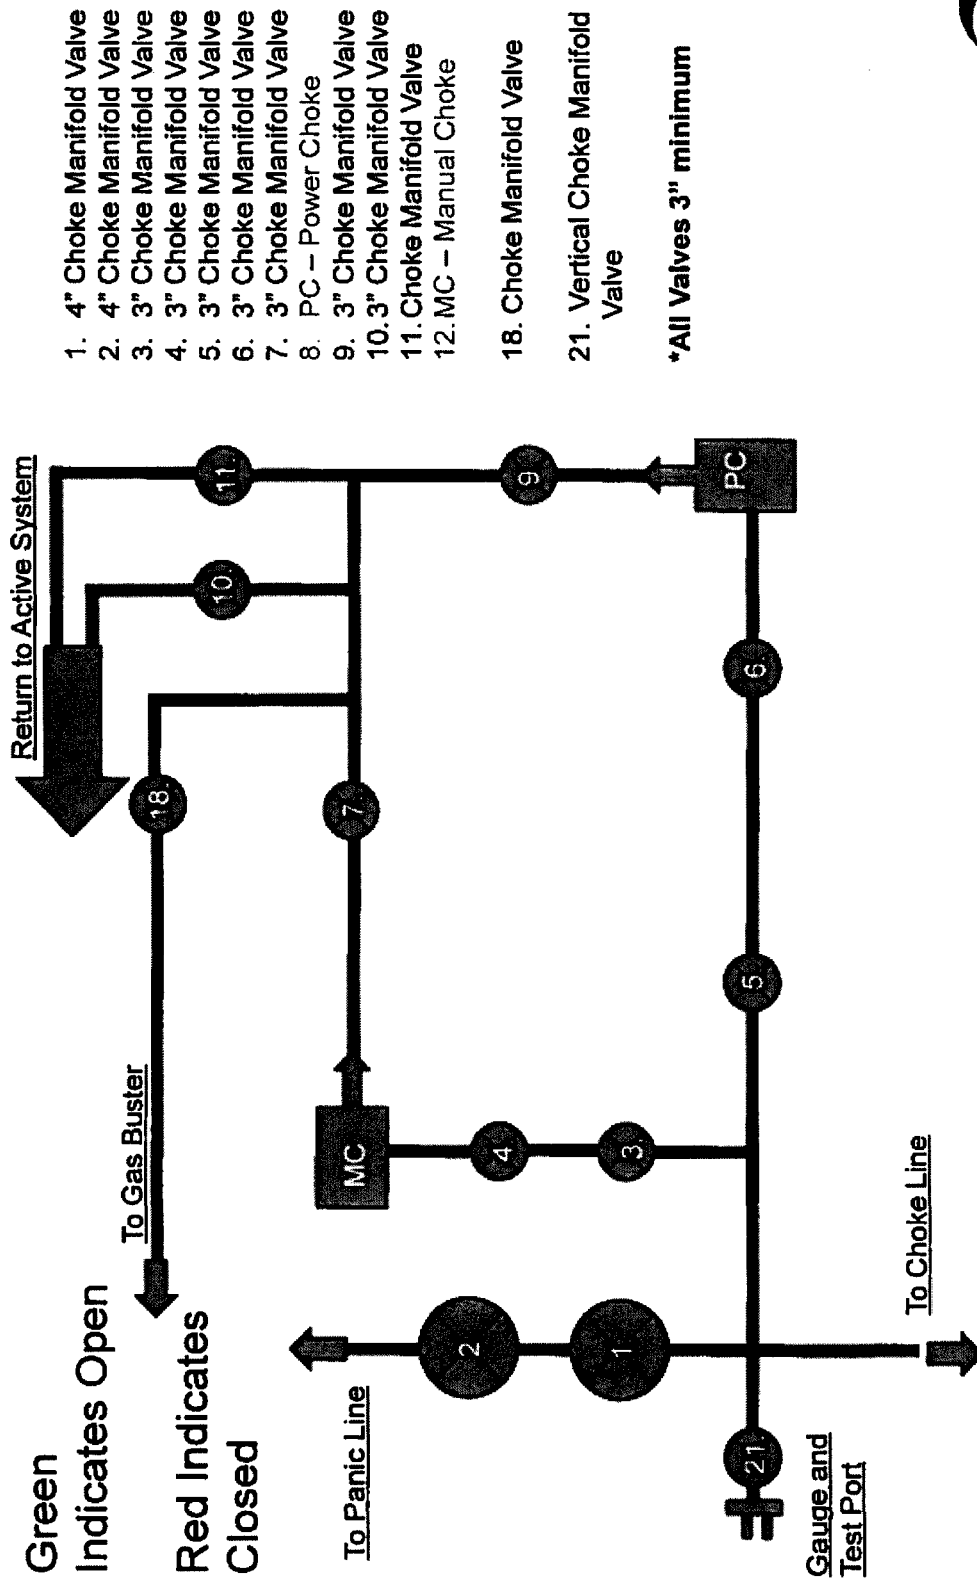 Green
Indicates Open
Red Indicates
Closed
To Gas Buster
Return to Active System
18.
11.
10.
7.
9.
MC
PC
4.
3.
5.
6.
2
1
21.
To Panic Line
To Choke Line
Gauge and
Test Port
1. 4" Choke Manifold Valve
2. 4" Choke Manifold Valve
3. 3" Choke Manifold Valve
4. 3" Choke Manifold Valve
5. 3" Choke Manifold Valve
6. 3" Choke Manifold Valve
7. 3" Choke Manifold Valve
8. PC – Power Choke
9. 3" Choke Manifold Valve
10. 3" Choke Manifold Valve
11. Choke Manifold Valve
12. MC – Manual Choke
18. Choke Manifold Valve
21. Vertical Choke Manifold
Valve
*All Valves 3" minimum